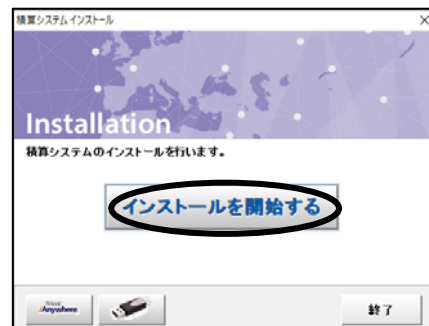 積算システム インストール
Installation
積算システムのインストールを行います。
インストールを開始する
Anywhere
終了